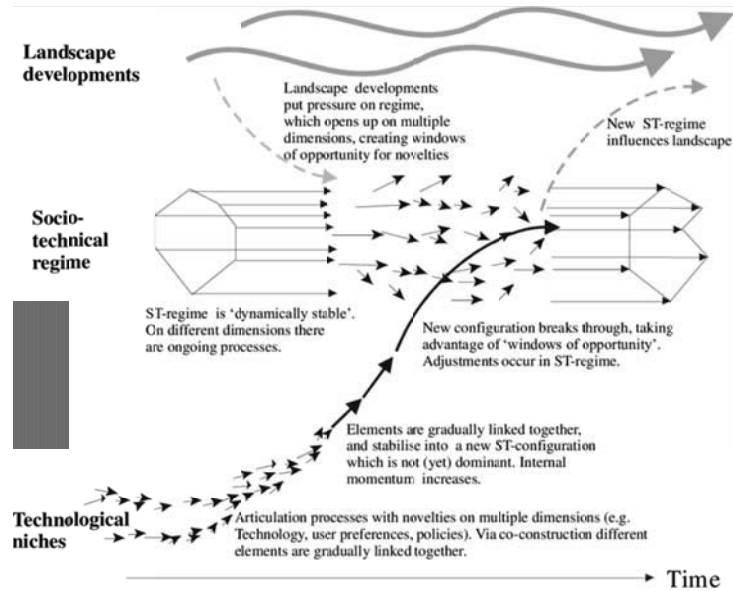 Landscape
developments
Landscape developments
put pressure on regime,
which opens up on multiple
dimensions, creating windows
of opportunity for novelties
New ST-regime
influences landscape
Socio-
technical
regime
ST-regime is ‘dynamically stable’.
On different dimensions there
are ongoing processes.
New configuration breaks through, taking
advantage of ‘windows of opportunity’.
Adjustments occur in ST-regime.
Elements are gradually linked together,
and stabilise into a new ST-configuration
which is not (yet) dominant. Internal
momentum increases.
Technological
niches
Articulation processes with novelties on multiple dimensions (e.g.
Technology, user preferences, policies). Via co-construction different
elements are gradually linked together.
Time